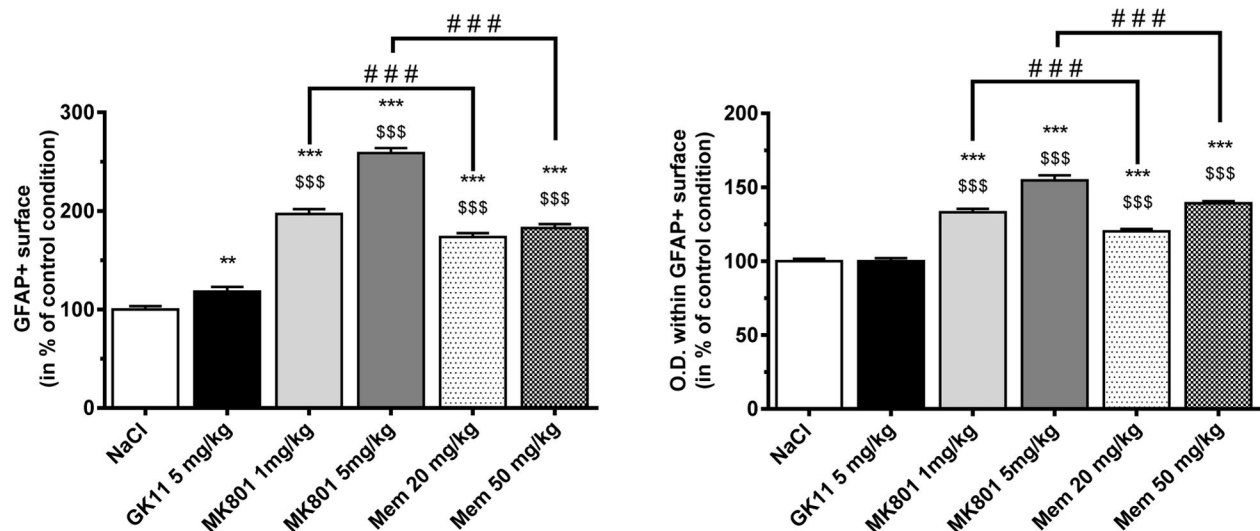 # # #
# # #
GFAP+ surface
(in % of control condition)
300
200
100
0
**
***
$$$
***
$$$
***
$$$
***
$$$
NaCl
GK11 5 mg/kg
MK801 1mg/kg
MK801 5mg/kg
Mem 20 mg/kg
Mem 50 mg/kg
# # #
# # #
O.D. within GFAP+ surface
(in % of control condition)
200
150
100
50
0
***
$$$
***
$$$
***
$$$
***
$$$
NaCl
GK11 5 mg/kg
MK801 1mg/kg
MK801 5mg/kg
Mem 20 mg/kg
Mem 50 mg/kg